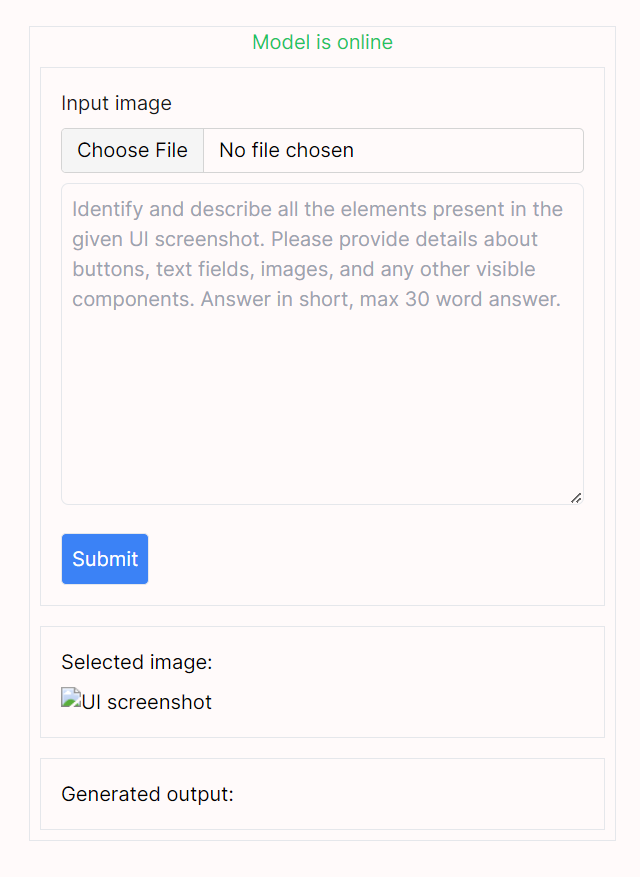 Model is online
Input image
Choose File No file chosen
Identify and describe all the elements present in the
given UI screenshot. Please provide details about
buttons, text fields, images, and any other visible
components. Answer in short, max 30 word answer.
Submit
Selected image:
UI screenshot
Generated output: